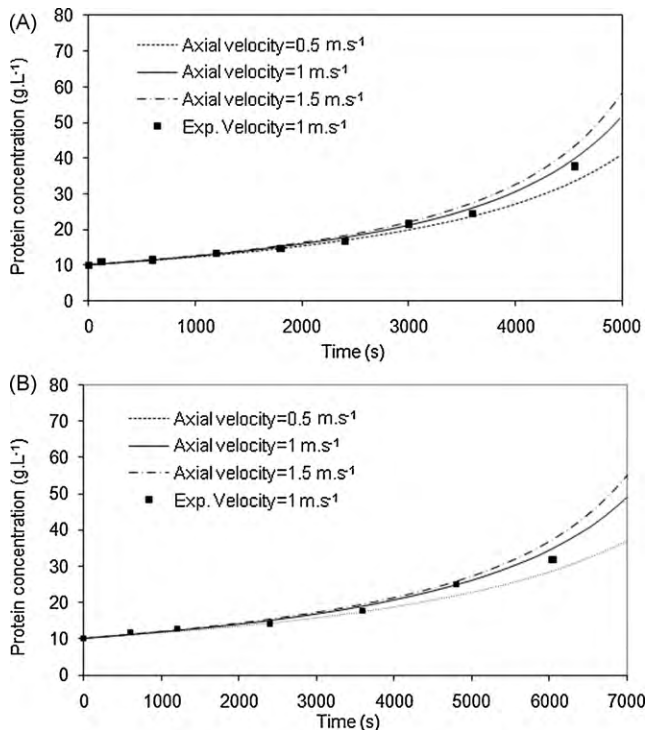 (A)
80
70
60
50
40
30
20
10
0
Protein concentration (g.L-1)
Axial velocity=0.5 m.s-1
Axial velocity=1 m.s-1
Axial velocity=1.5 m.s-1
Exp. Velocity=1 m.s-1
0 1000 2000 3000 4000 5000
Time (s)
(B)
80
70
60
50
40
30
20
10
0
Protein concentration (g.L-1)
Axial velocity=0.5 m.s-1
Axial velocity=1 m.s-1
Axial velocity=1.5 m.s-1
Exp. Velocity=1 m.s-1
0 1000 2000 3000 4000 5000 6000 7000
Time (s)